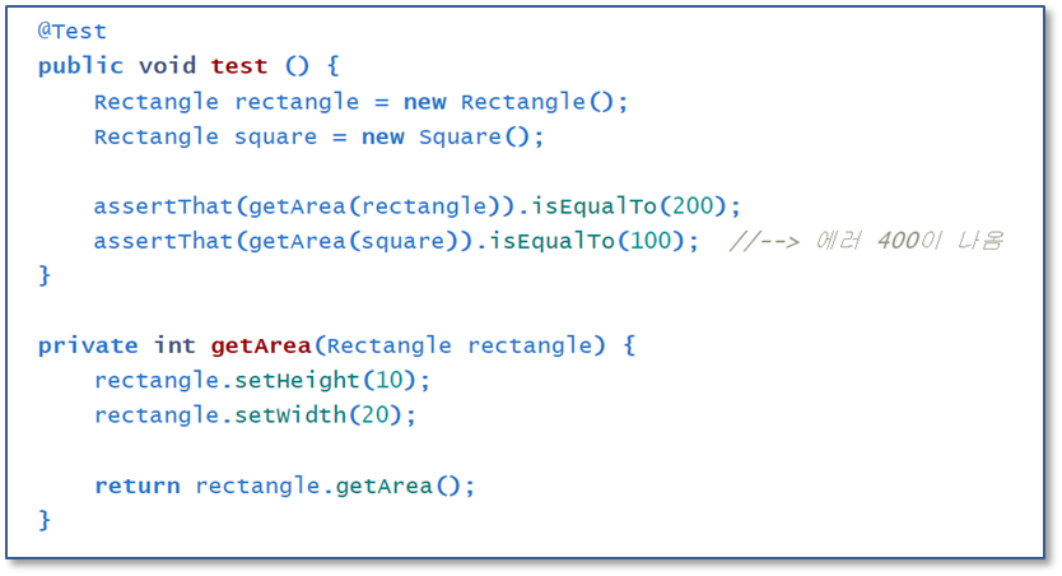 @Test
public void test () {
Rectangle rectangle = new Rectangle();
Rectangle square = new Square();
assertThat(getArea(rectangle)).isEqualTo(200);
assertThat(getArea(square)).isEqualTo(100); //--> 에러 400이 나옴
}
private int getArea(Rectangle rectangle) {
rectangle.setHeight(10);
rectangle.setWidth(20);
return rectangle.getArea();
}